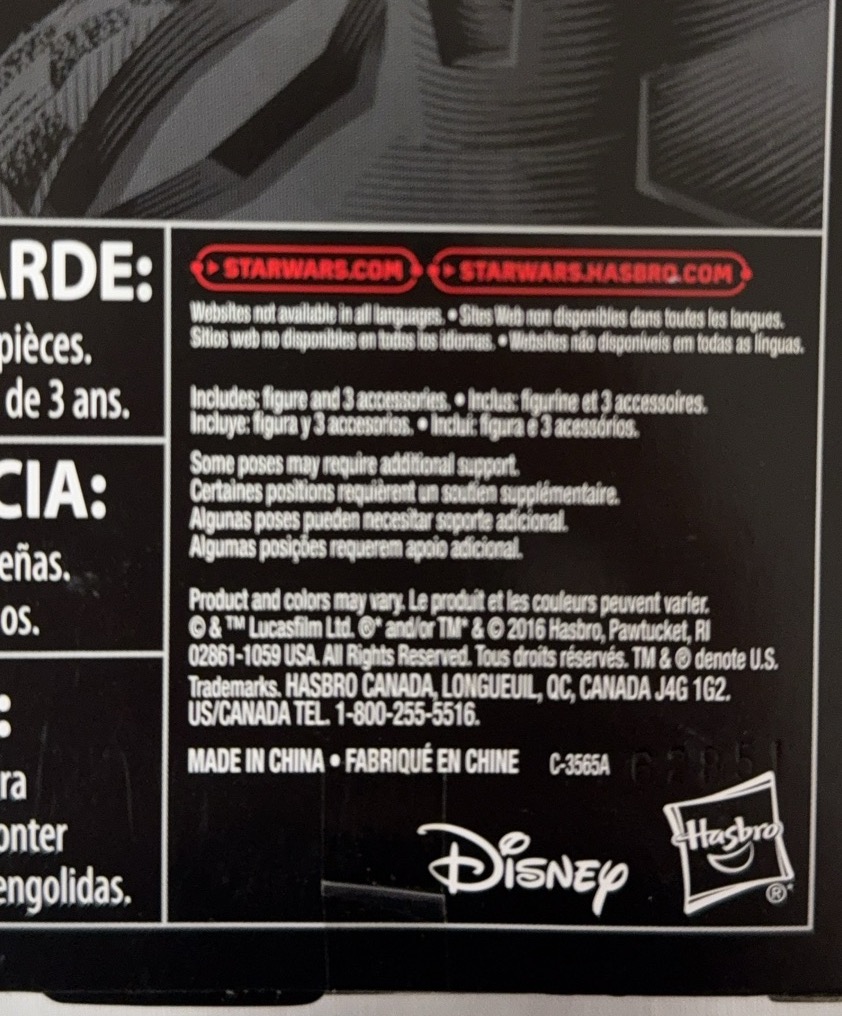 ARDE:
pièces.
de 3 ans.
CIA:
eñas.
os.
:
ra
onter
engolidas.
STARWARS.COM STARWARS.HASBRO.COM
Websites not available in all languages. • Sites Web non disponibles dans toutes les langues.
Sitios web no disponibles en todos los idiomas. • Websites não disponíveis em todas as línguas.
Includes: figure and 3 accessories. • Inclus: figurine et 3 accessoires.
Incluye: figura y 3 accesorios. • Inclui: figura e 3 acessórios.
Some poses may require additional support.
Certaines positions requièrent un soutien supplémentaire.
Algunas poses pueden necesitar soporte adicional.
Algumas posições requerem apoio adicional.
Product and colors may vary. Le produit et les couleurs peuvent varier.
© & ™ Lucasfilm Ltd. ®* and/or TM* & © 2016 Hasbro, Pawtucket, RI
02861-1059 USA. All Rights Reserved. Tous droits réservés. TM & ® denote U.S.
Trademarks. HASBRO CANADA, LONGUEUIL, QC, CANADA J4G 1G2.
US/CANADA TEL. 1-800-255-5516.
MADE IN CHINA • FABRIQUÉ EN CHINE C-3565A
Disney Hasbro ®*